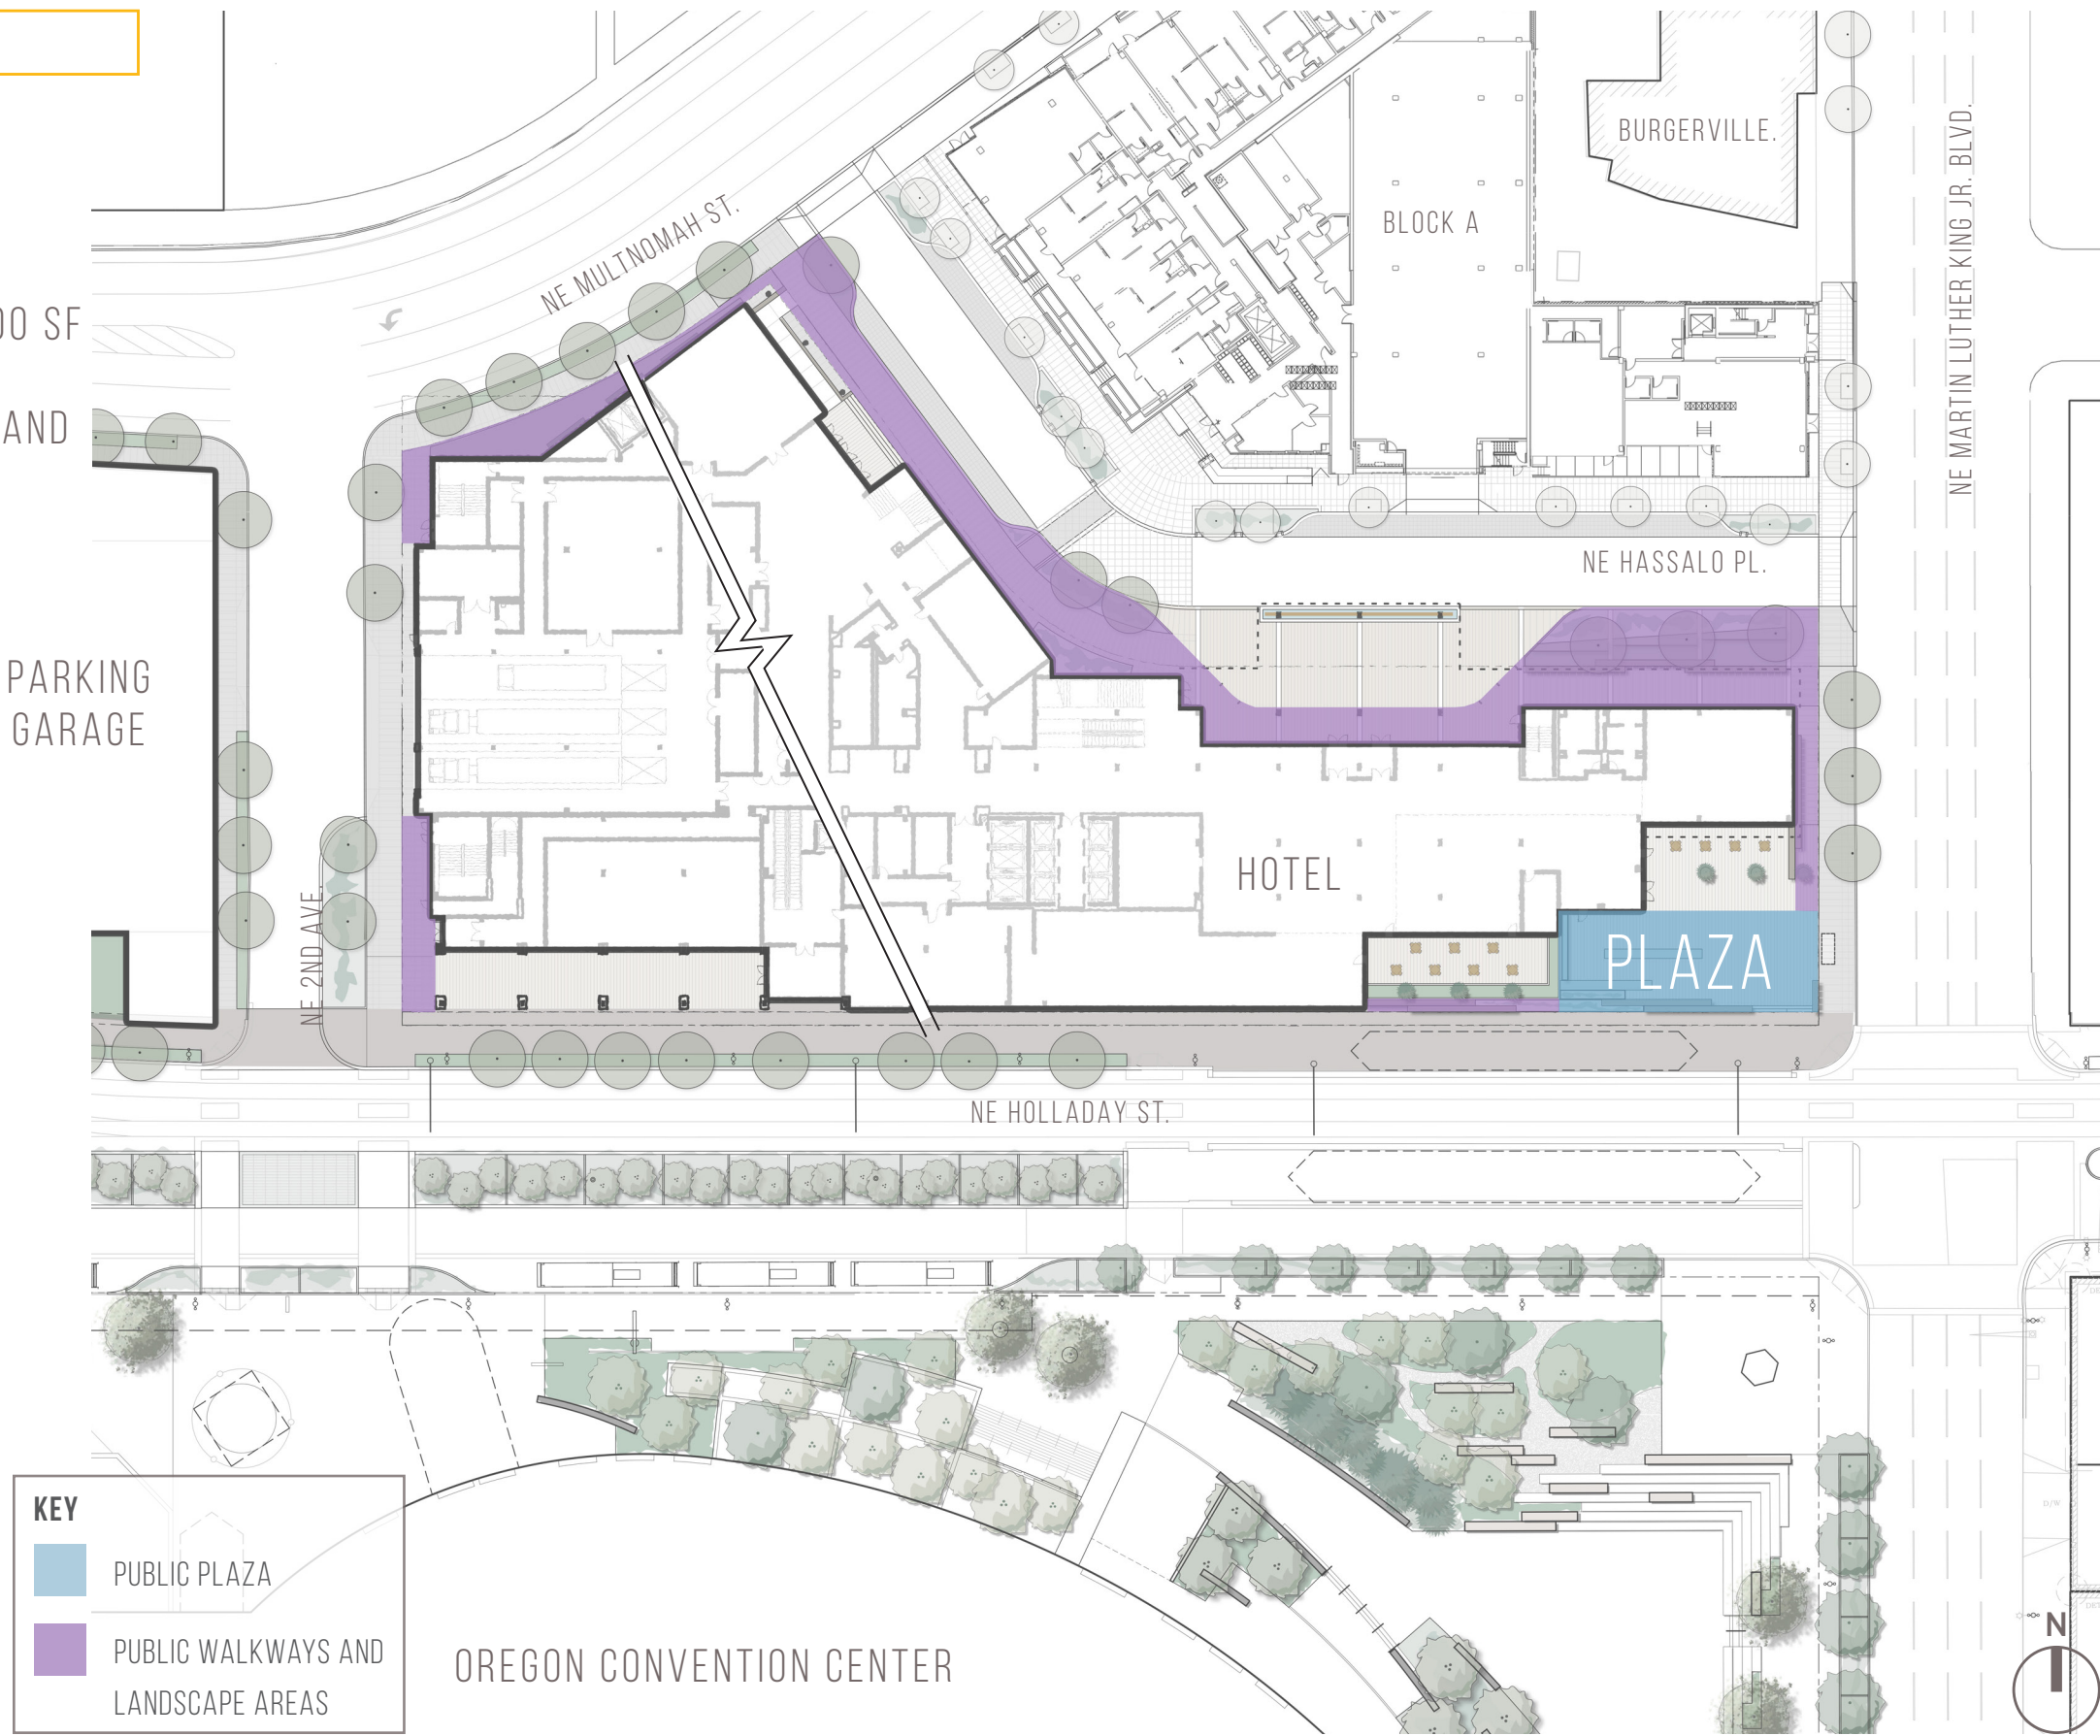 BURGERVILLE.
NE MARTIN LUTHER KING JR. BLVD.
BLOCK A
NE MULTNOMAH ST.
00 SF
AND
NE HASSALO PL.
PARKING
GARAGE
HOTEL
PLAZA
NE 2ND AVE.
NE HOLLADAY ST.
KEY
PUBLIC PLAZA
PUBLIC WALKWAYS AND
LANDSCAPE AREAS
OREGON CONVENTION CENTER
D/W
N